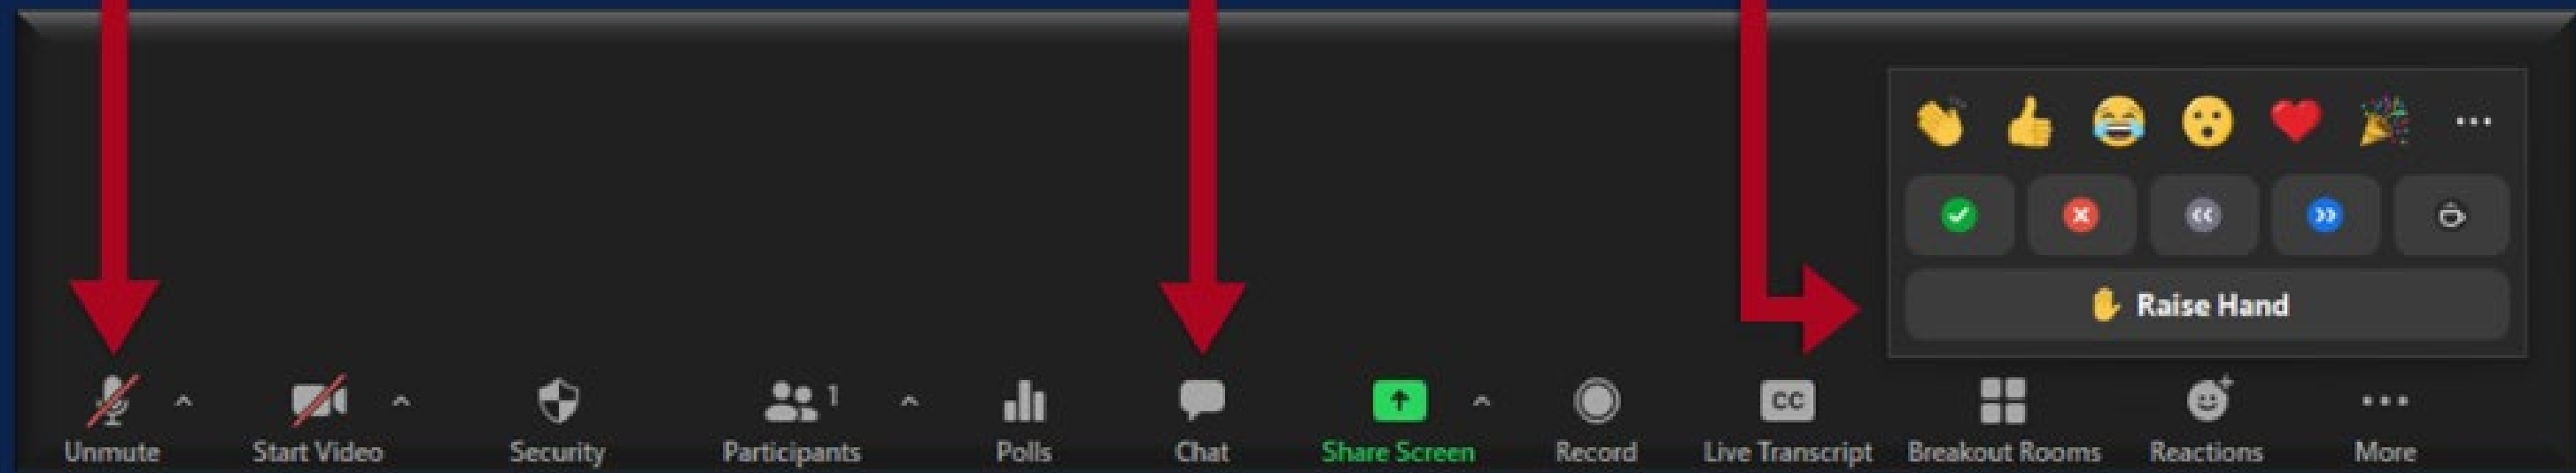 Raise Hand
1
CC
Unmute Start Video Security Participants Polls Chat Share Screen Record Live Transcript Breakout Rooms Reactions More